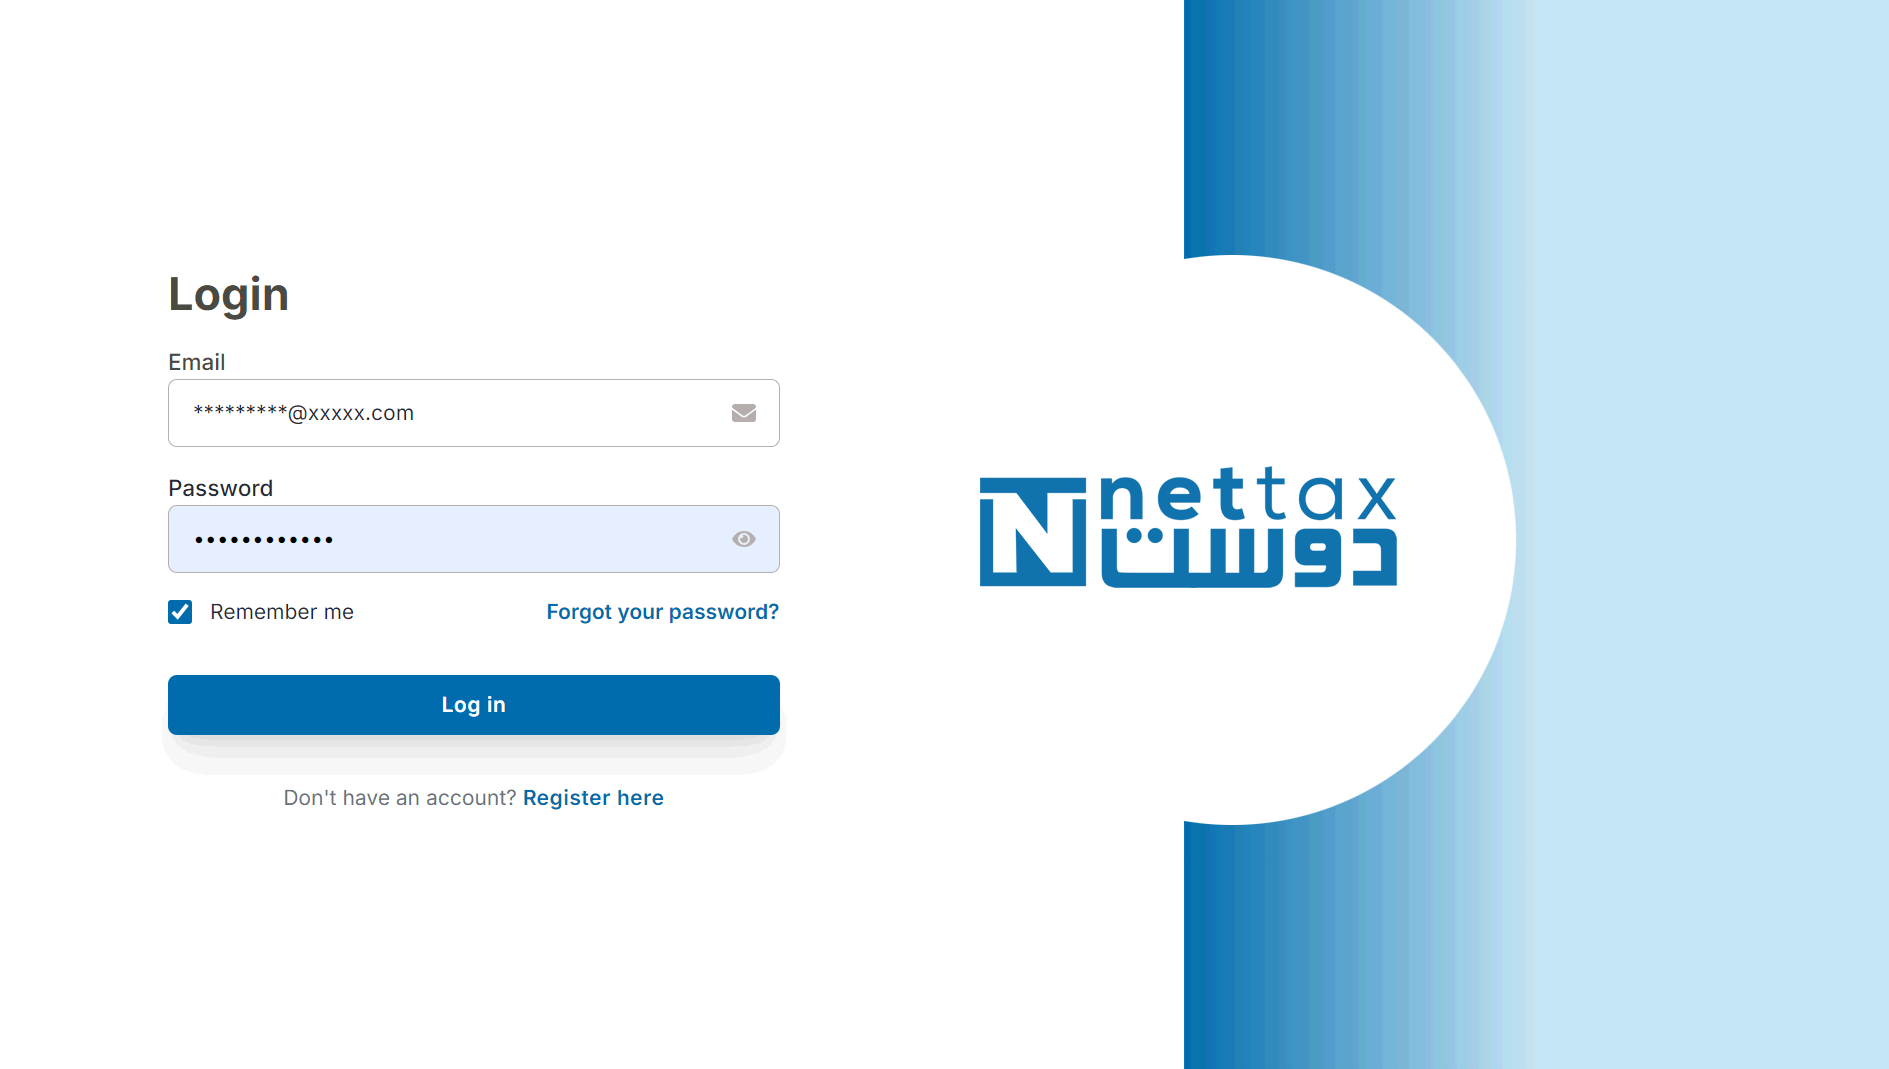 Login
Email
*********@xxxxx.com
Password
••••••••••••
Remember me
Forgot your password?
Log in
Don't have an account? Register here
nettax
دوست